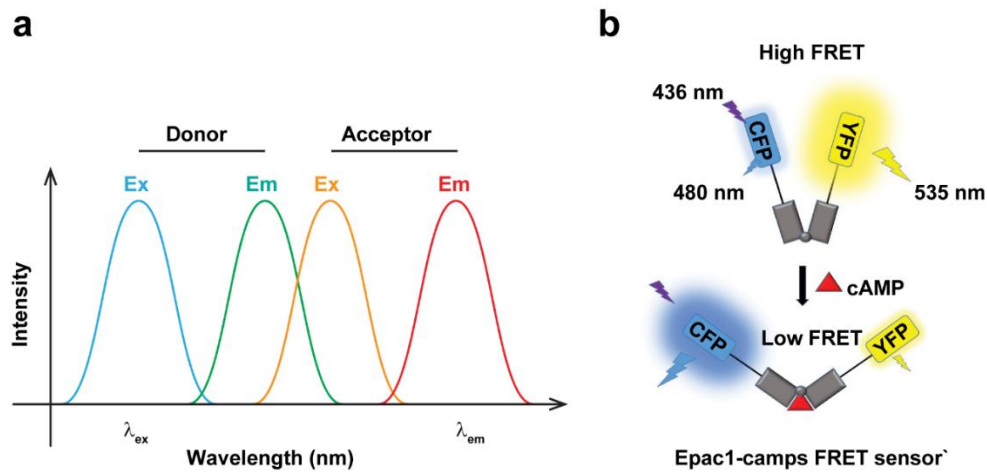 a
Donor Acceptor
Ex Em Ex Em
Intensity
λex λem
Wavelength (nm)
b
High FRET
436 nm
CFP YFP
480 nm 535 nm
cAMP
Low FRET
CFP YFP
Epac1-camps FRET sensor`